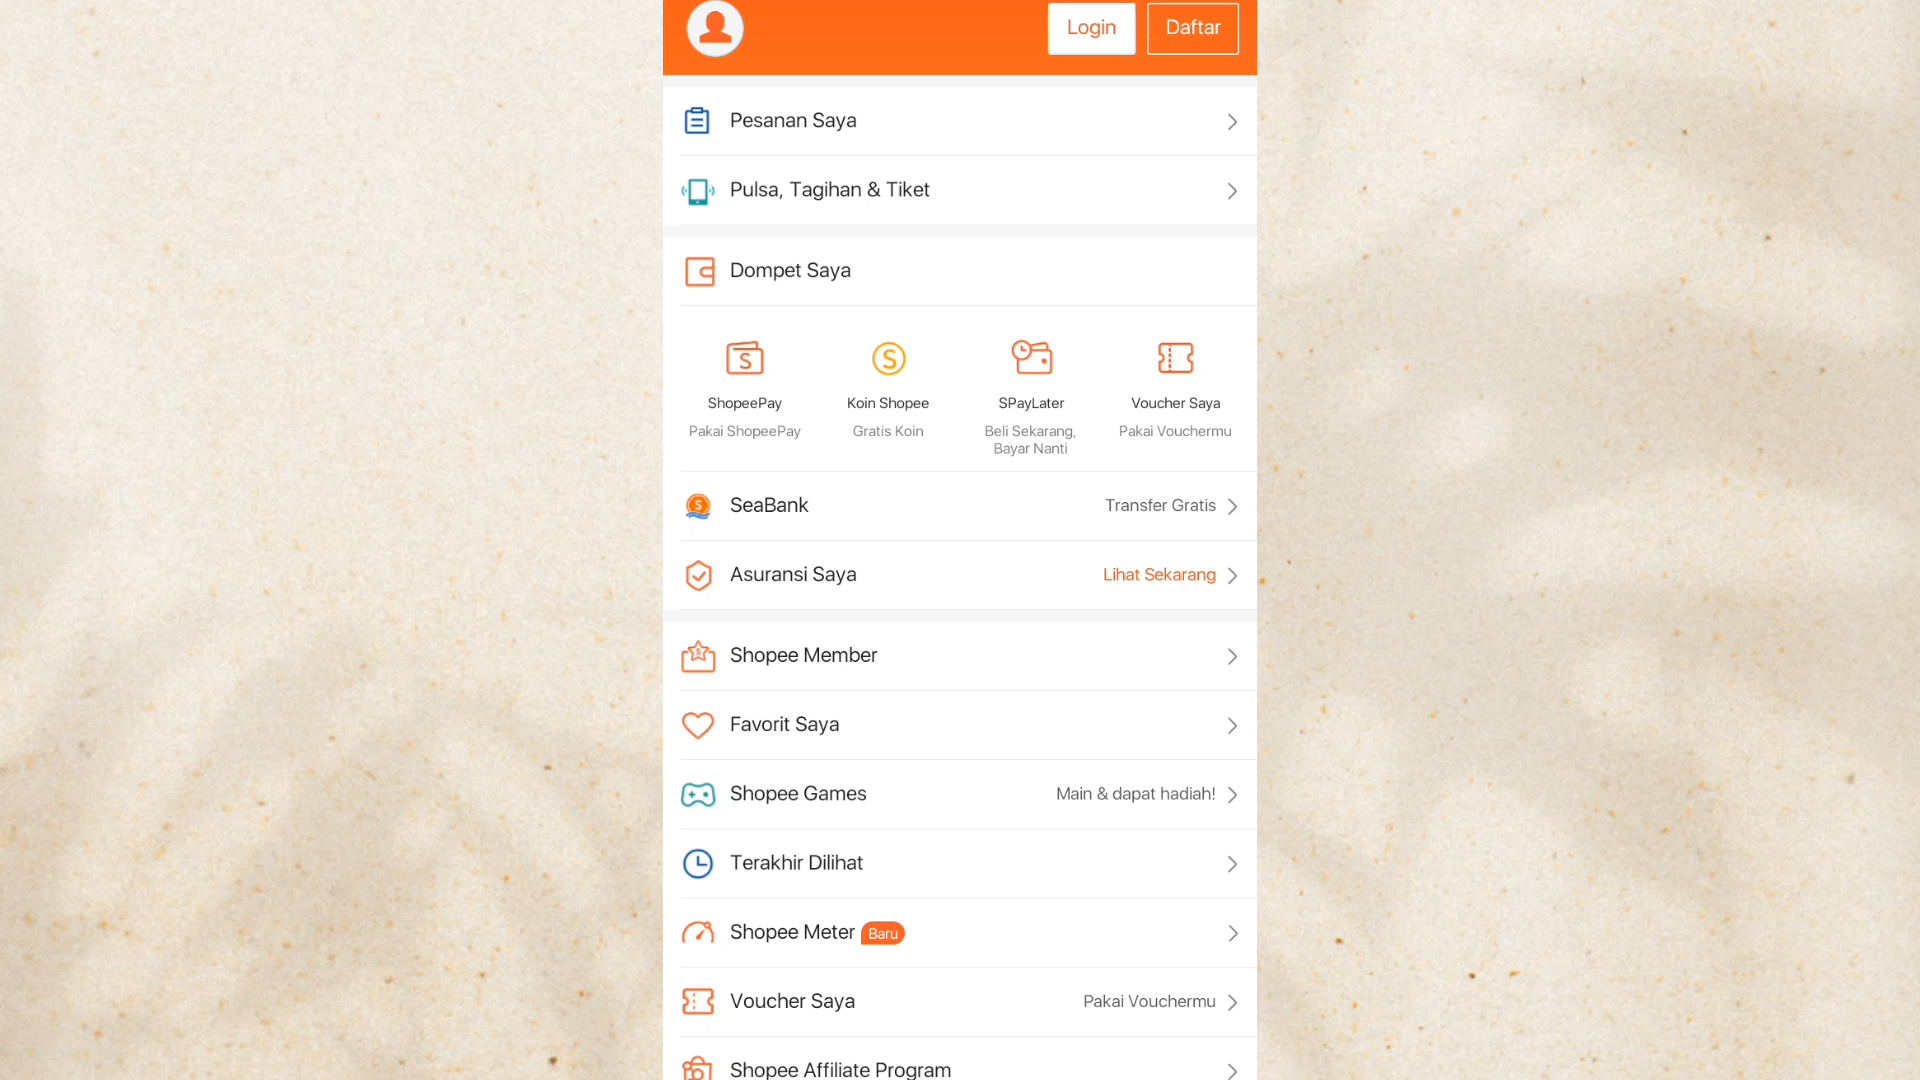 Login Daftar
Pesanan Saya
Pulsa, Tagihan & Tiket
Dompet Saya
ShopeePay Koin Shopee SPayLater Voucher Saya
Pakai ShopeePay Gratis Koin Beli Sekarang, Pakai Vouchermu
Bayar Nanti
SeaBank Transfer Gratis
Asuransi Saya Lihat Sekarang
Shopee Member
Favorit Saya
Shopee Games Main & dapat hadiah!
Terakhir Dilihat
Shopee Meter Baru
Voucher Saya Pakai Vouchermu
Shopee Affiliate Program